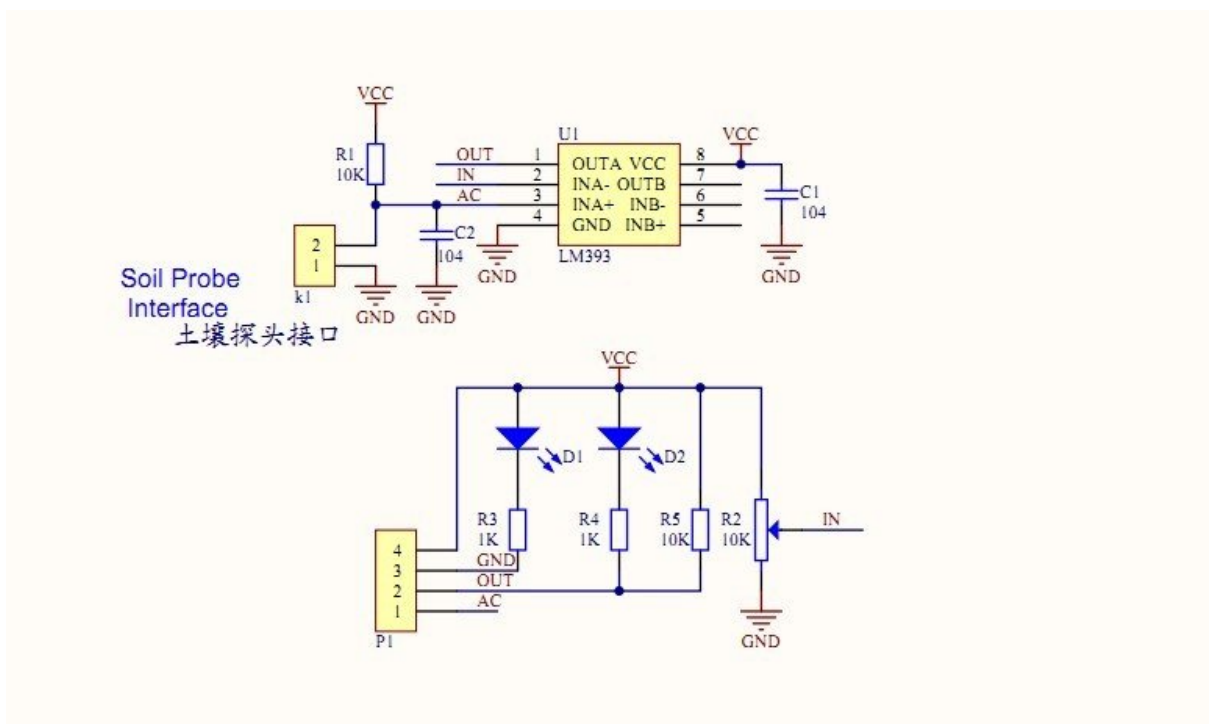 VCC
R1
10K
2
1
k1
Soil Probe
Interface
土壤探头接口
GND
C2
104
GND
OUT
IN
AC
1
2
3
4
GND
U1
OUTA VCC
INA- OUTB
INA+ INB-
GND INB+
LM393
8
7
6
5
VCC
C1
104
GND
VCC
D1
D2
R3
1K
R4
1K
R5
10K
R2
10K
IN
GND
4
3
2
1
P1
GND
OUT
AC